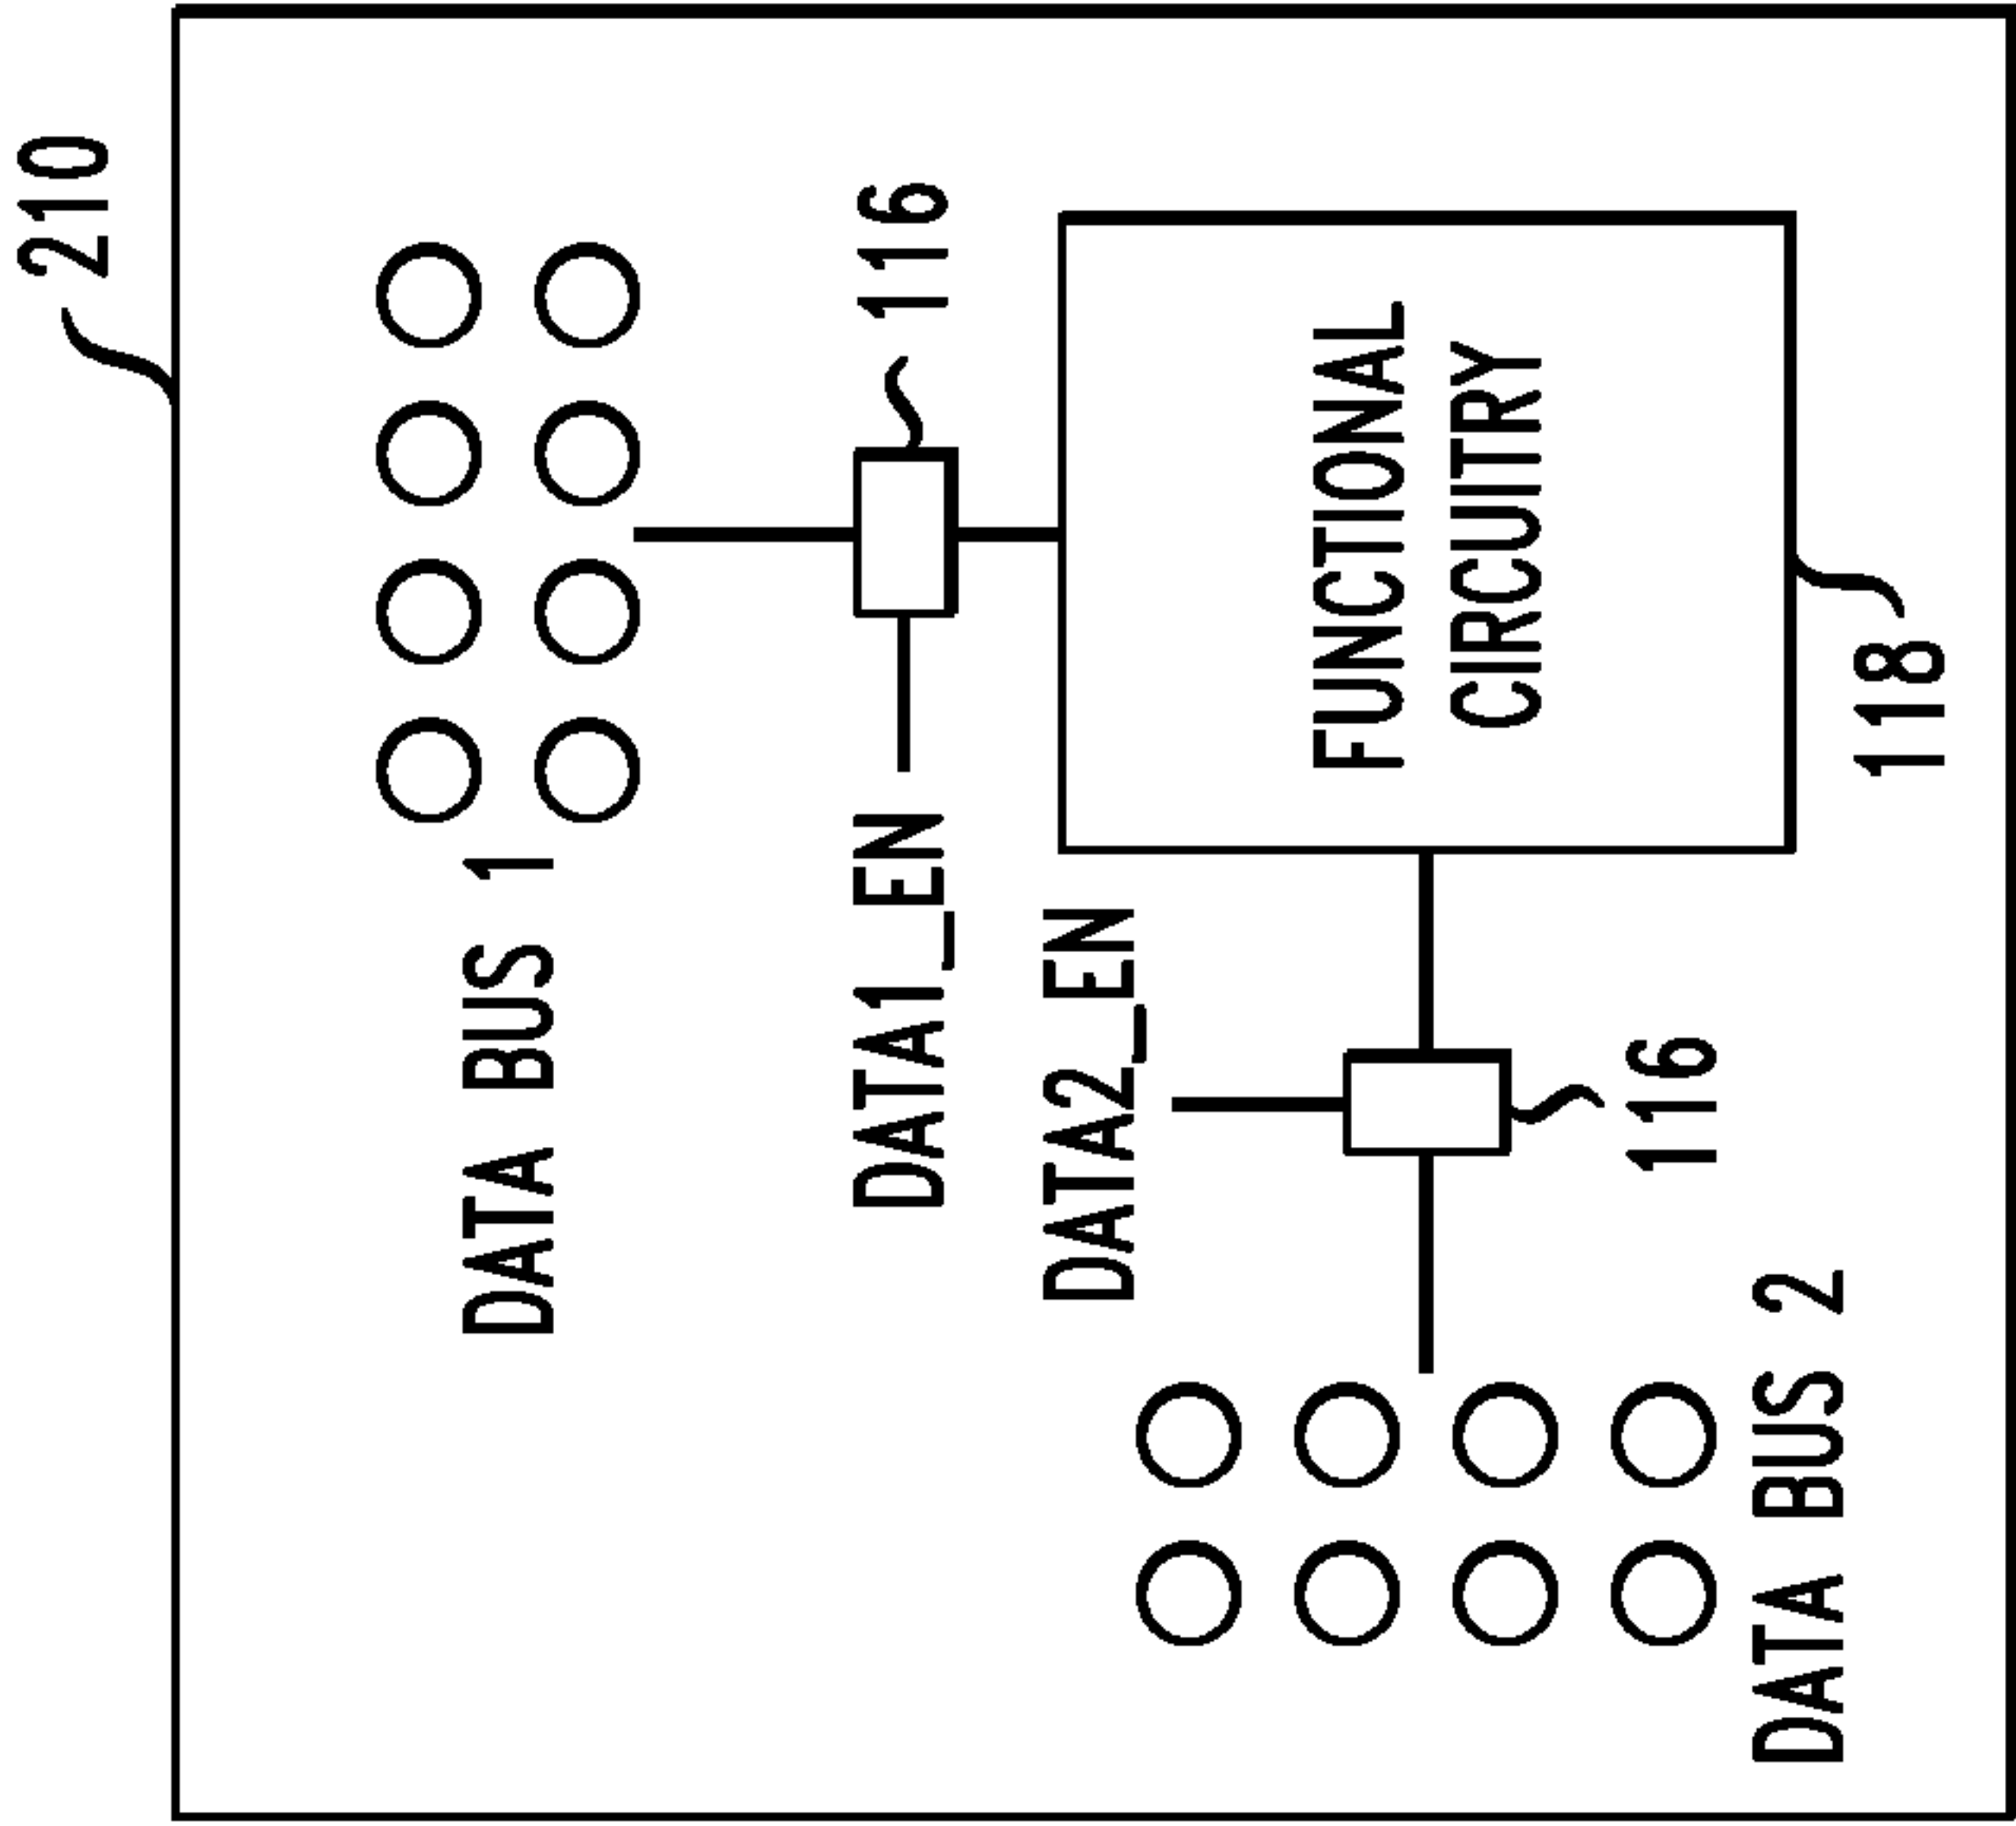 210
DATA BUS 1
116
DATA1_EN
DATA2_EN
FUNCTIONAL
CIRCUITRY
116
118
DATA BUS 2